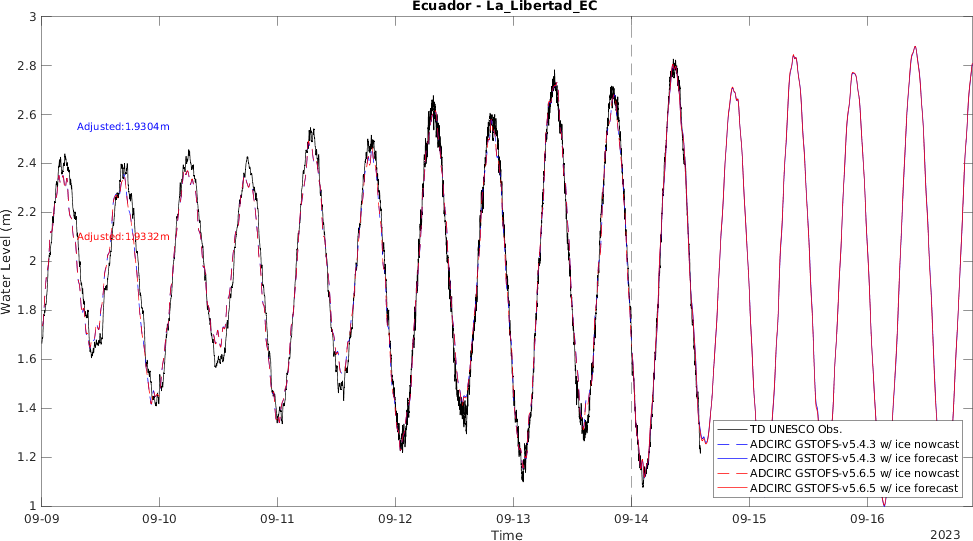 Ecuador - La_Libertad_EC
3
2.8
2.6
2.4
2.2
2
1.8
1.6
1.4
1.2
1
Water Level (m)
Adjusted:1.9304m
Adjusted:1.9332m
TD UNESCO Obs.
ADCIRC GSTOFS-v5.4.3 w/ ice nowcast
ADCIRC GSTOFS-v5.4.3 w/ ice forecast
ADCIRC GSTOFS-v5.6.5 w/ ice nowcast
ADCIRC GSTOFS-v5.6.5 w/ ice forecast
09-09 09-10 09-11 09-12 09-13 09-14 09-15 09-16
Time
2023